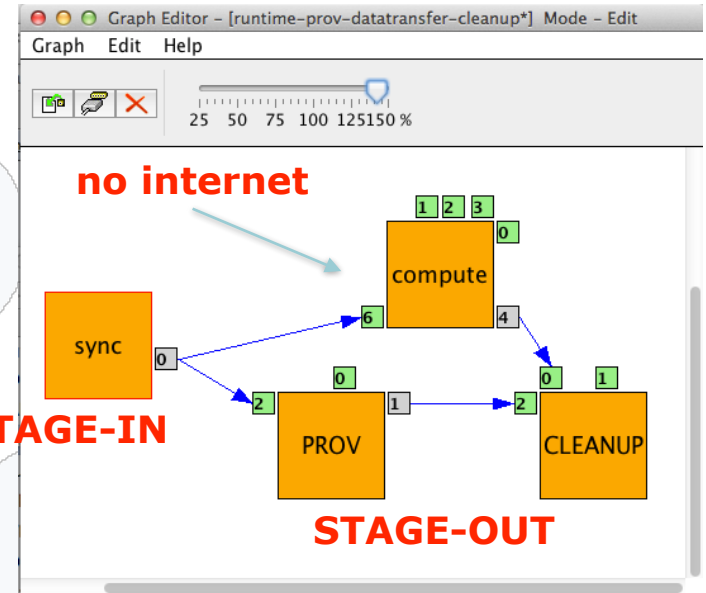 Graph Editor – [runtime-prov-datatransfer-cleanup*] Mode – Edit
Graph Edit Help
25 50 75 100 125150 %
no internet
1 2 3
0
compute
6
4
sync
0
0
0
1
2
1
2
TAGE-IN
PROV
CLEANUP
STAGE-OUT